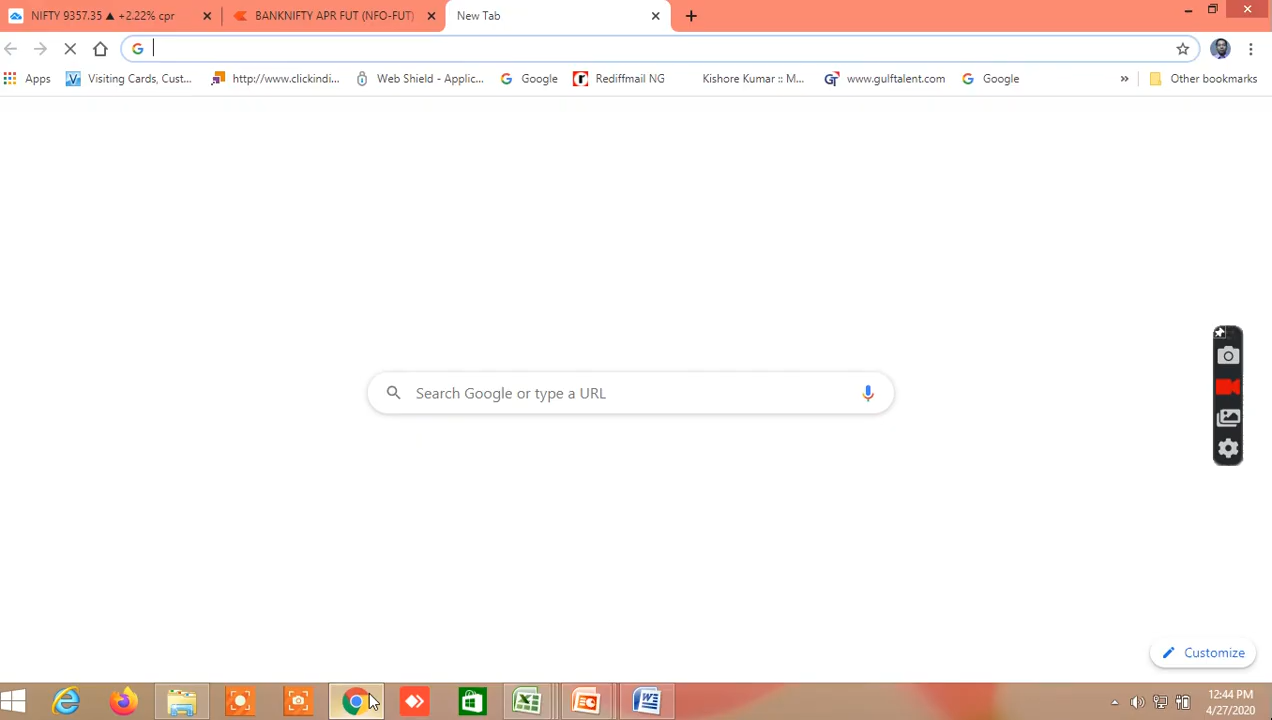 NIFTY 9357.35 ▲ +2.22% cpr
BANKNIFTY APR FUT (NFO-FUT)
New Tab
Apps
Visiting Cards, Cust...
http://www.clickindi...
Web Shield - Applic...
Google
Rediffmail NG
Kishore Kumar :: M...
www.gulftalent.com
Google
»
Other bookmarks
Search Google or type a URL
Customize
12:44 PM
4/27/2020